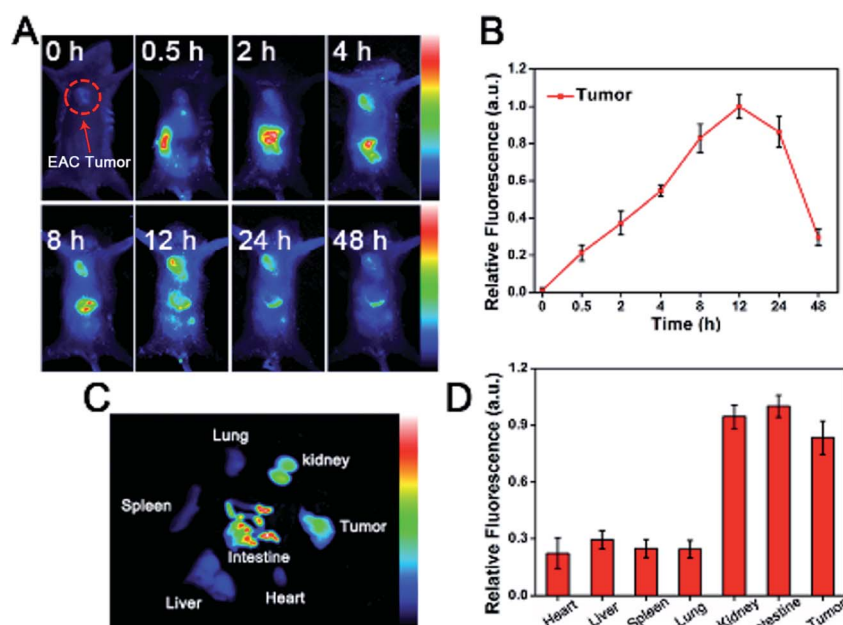 A
0 h
0.5 h
2 h
4 h
EAC Tumor
8 h
12 h
24 h
48 h
B
Relative Fluorescence (a.u.)
1.2
1.0
0.8
0.6
0.4
0.2
0.0
Tumor
0 0.5 2 4 8 12 24 48
Time (h)
C
Lung
kidney
Spleen
Tumor
Intestine
Liver
Heart
D
Relative Fluorescence (a.u.)
1.2
0.9
0.6
0.3
0.0
Heart Liver Spleen Lung Kidney Intestine Tumor